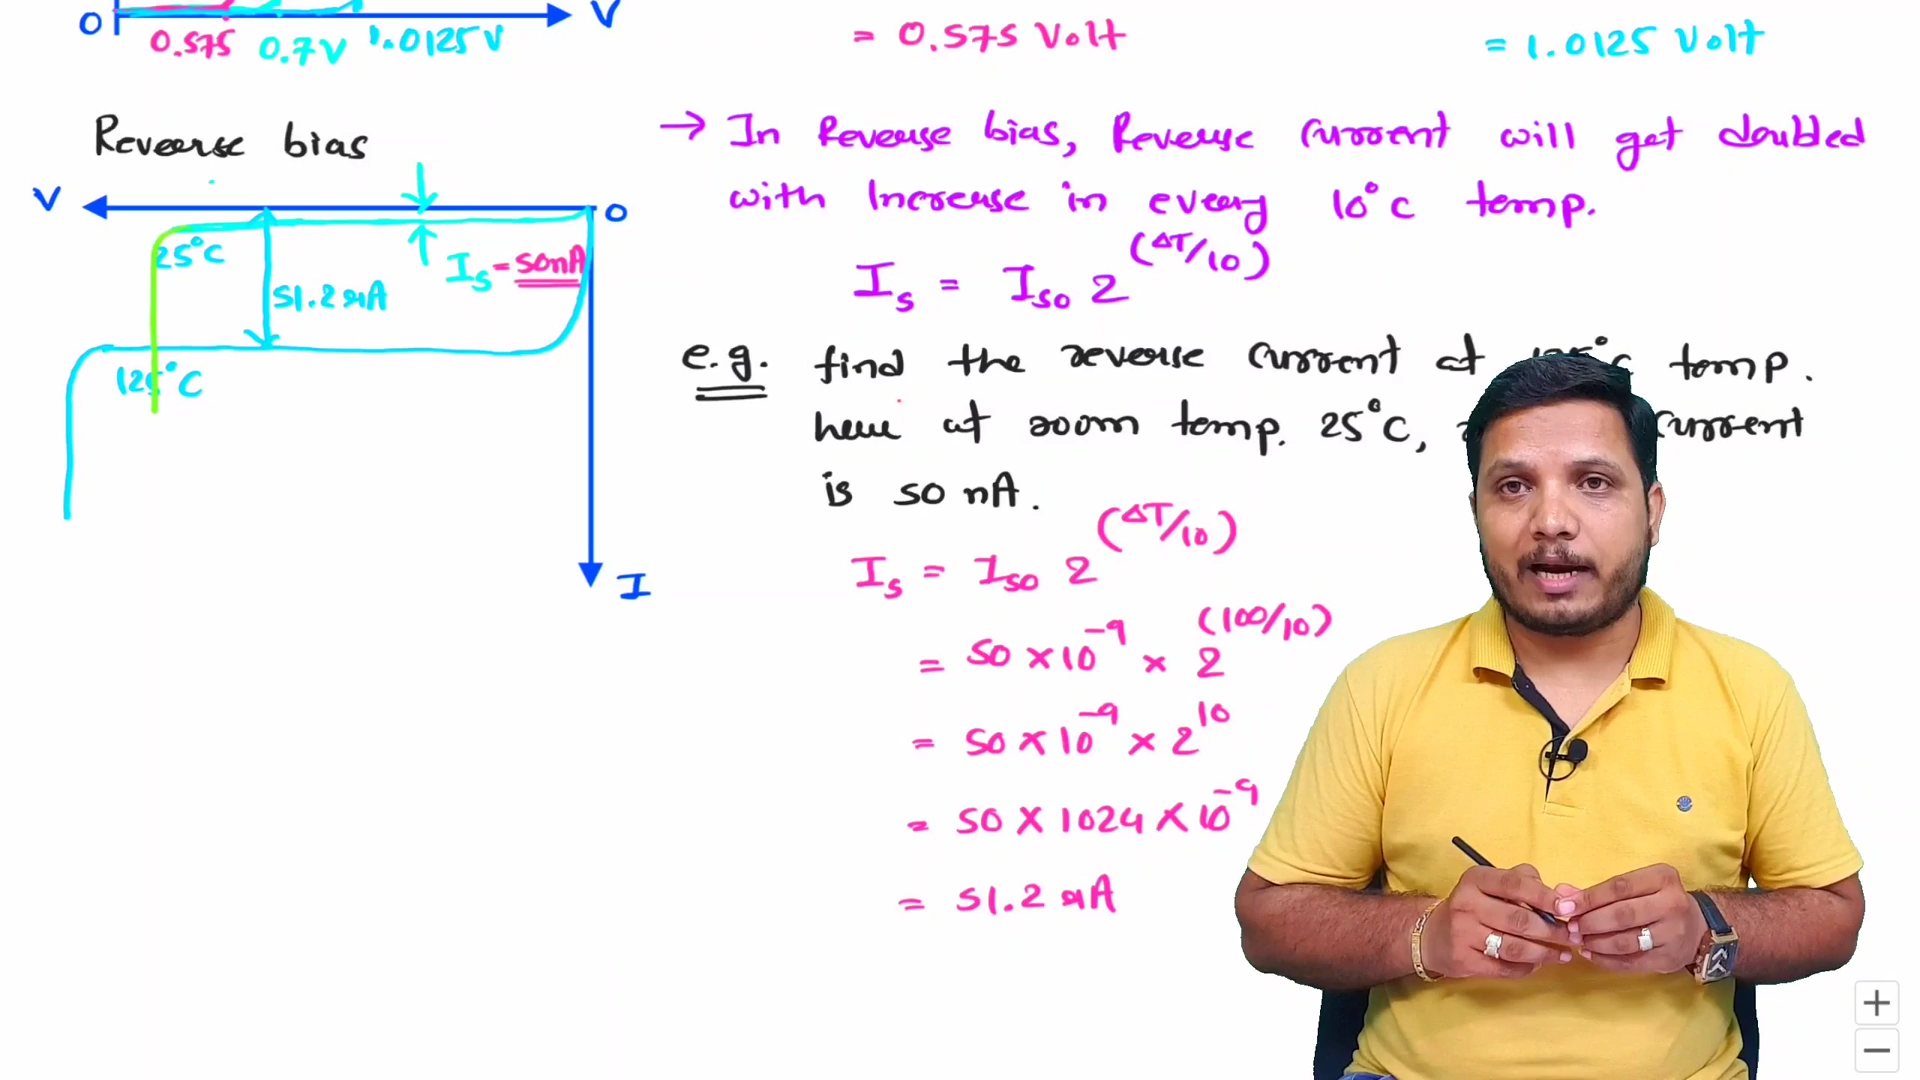 0 V
0.575 0.7V 1.0125 V
= 0.575 Volt
= 1.0125 Volt
Reverse bias
V 0
25°C
Is = 50nA
51.2 µA
125°C
I
→ In Reverse bias, Reverse current will get doubled
with Increase in every 10°C temp.
Is = Iso 2^(ΔT/10)
e.g. find the reverse current at °C temp.
here at room temp. 25°C, current
is 50 nA.
Is = Iso 2^(ΔT/10)
= 50 × 10^-9 × 2^(100/10)
= 50 × 10^-9 × 2^10
= 50 × 1024 × 10^-9
= 51.2 µA